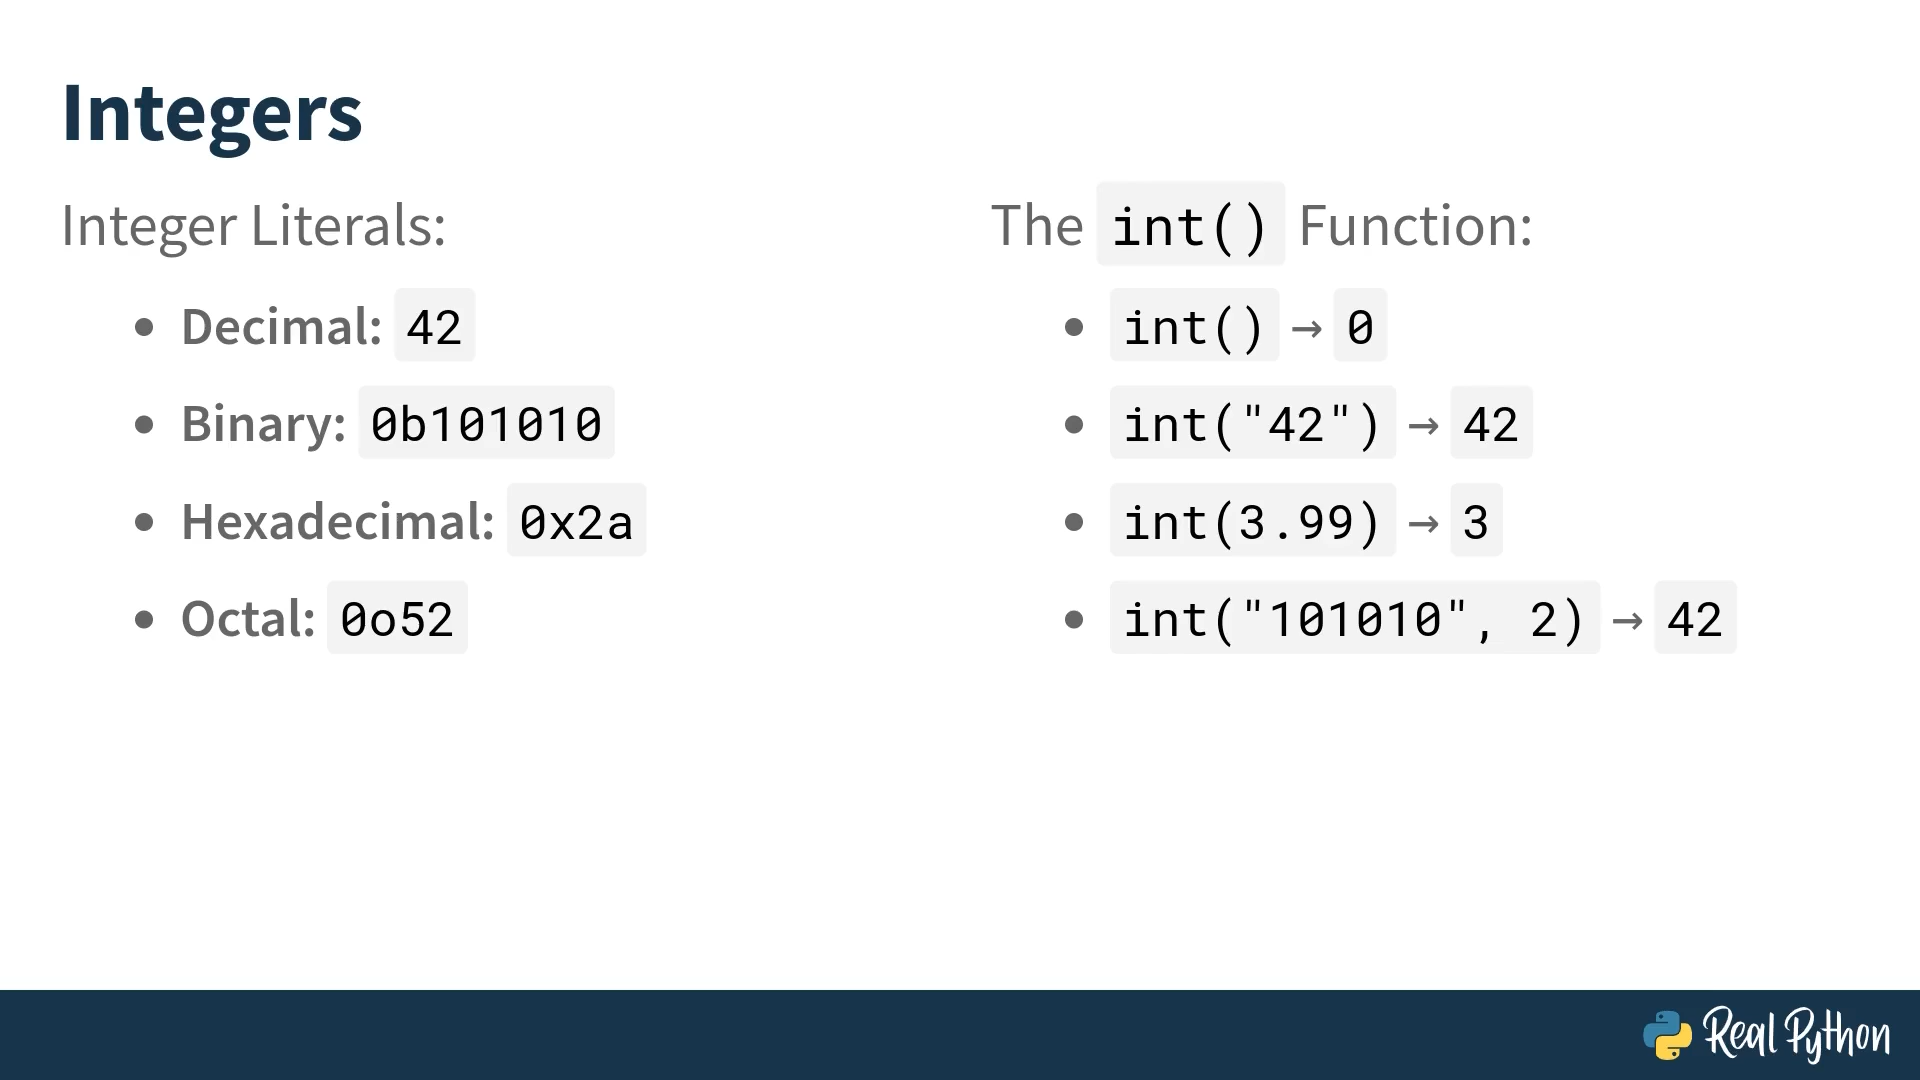 Integers
Integer Literals:
• Decimal: 42
• Binary: 0b101010
• Hexadecimal: 0x2a
• Octal: 0o52
The int() Function:
• int() → 0
• int("42") → 42
• int(3.99) → 3
• int("101010", 2) → 42
Real Python